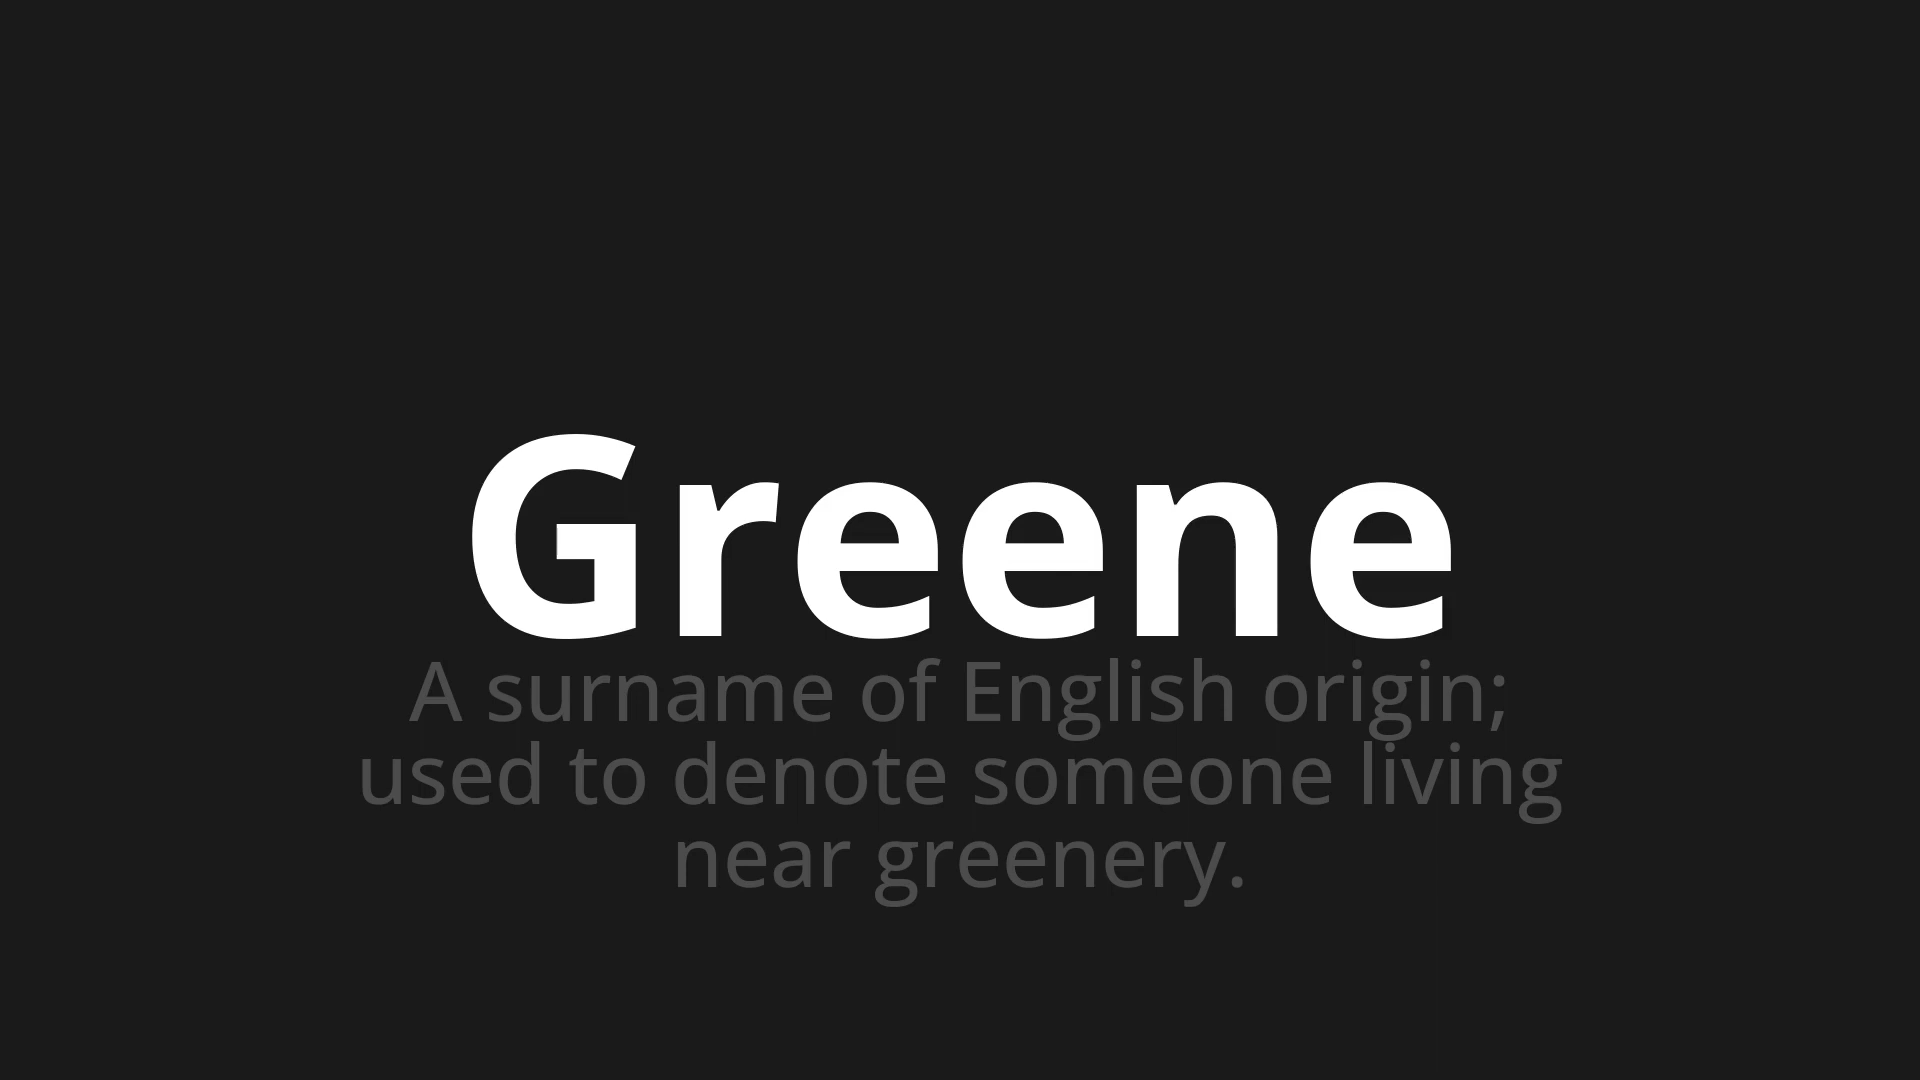 Greene
A surname of English origin;
used to denote someone living
near greenery.